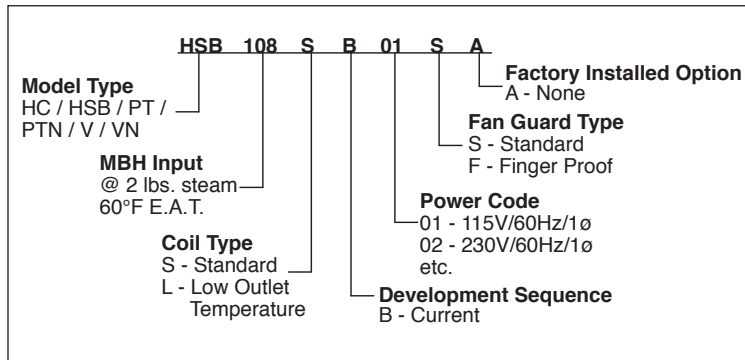 HSB 108 S B 01 S A
Model Type
HC / HSB / PT /
PTN / V / VN
MBH Input
@ 2 lbs. steam
60°F E.A.T.
Coil Type
S - Standard
L - Low Outlet
Temperature
Factory Installed Option
A - None
Fan Guard Type
S - Standard
F - Finger Proof
Power Code
01 - 115V/60Hz/1ø
02 - 230V/60Hz/1ø
etc.
Development Sequence
B - Current